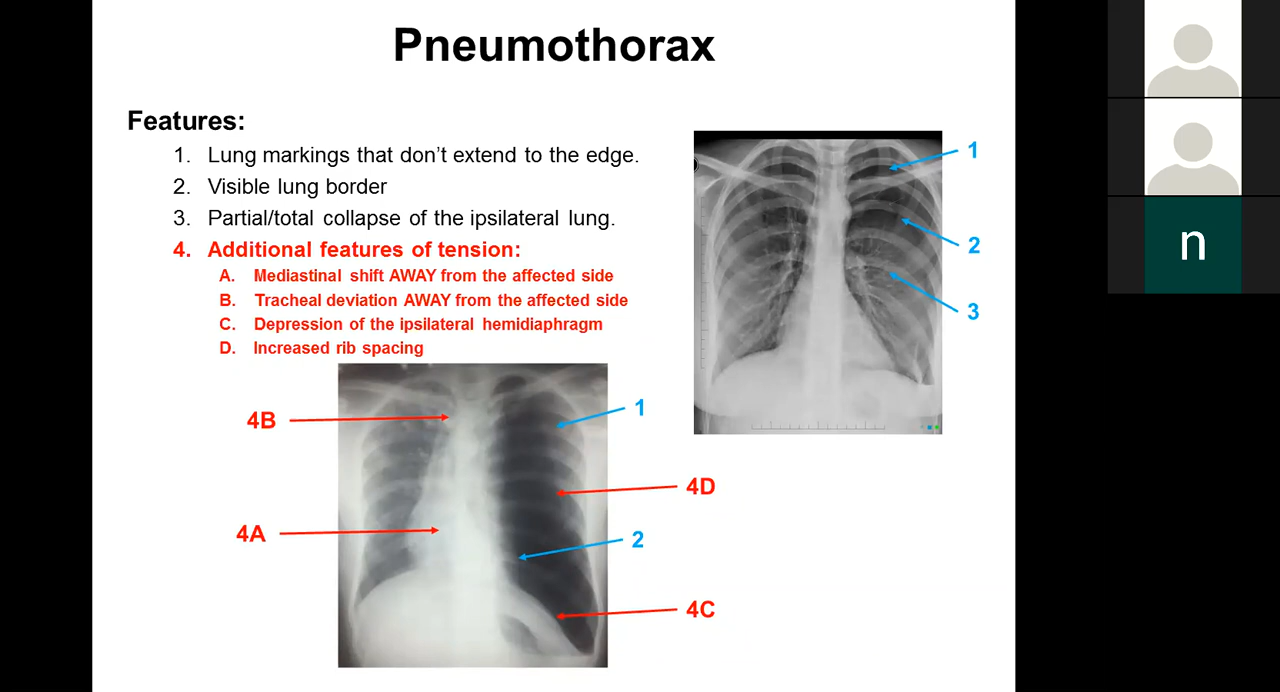 Pneumothorax
Features:
1. Lung markings that don't extend to the edge.
2. Visible lung border
3. Partial/total collapse of the ipsilateral lung.
4. Additional features of tension:
A. Mediastinal shift AWAY from the affected side
B. Tracheal deviation AWAY from the affected side
C. Depression of the ipsilateral hemidiaphragm
D. Increased rib spacing
1
2
3
4B
1
4D
4A
2
4C
n